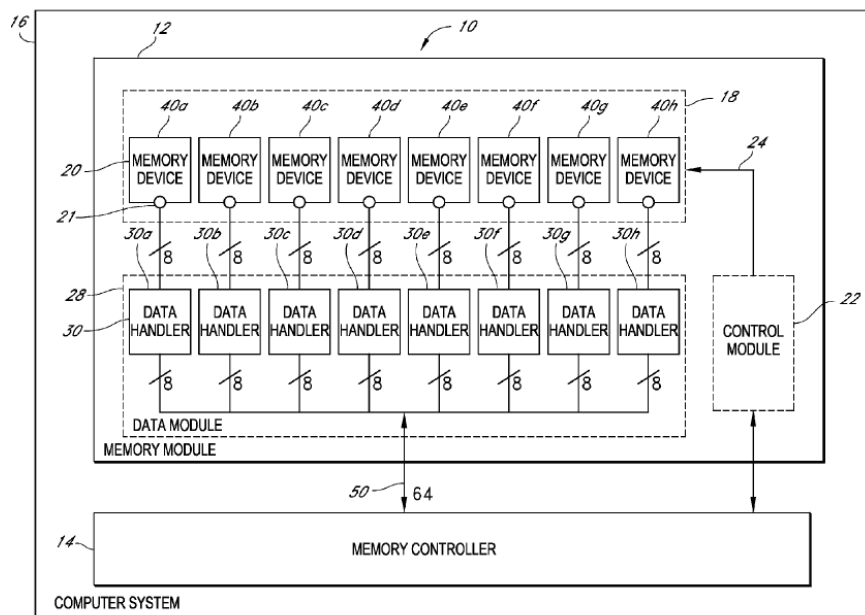 16
12
10
40a 40b 40c 40d 40e 40f 40g 40h
18
20
MEMORY DEVICE
MEMORY DEVICE
MEMORY DEVICE
MEMORY DEVICE
MEMORY DEVICE
MEMORY DEVICE
MEMORY DEVICE
MEMORY DEVICE
24
21
30a 30b 30c 30d 30e 30f 30g 30h
8 8 8 8 8 8 8 8
28
30
DATA HANDLER
DATA HANDLER
DATA HANDLER
DATA HANDLER
DATA HANDLER
DATA HANDLER
DATA HANDLER
DATA HANDLER
22
CONTROL
MODULE
8 8 8 8 8 8 8 8
DATA MODULE
MEMORY MODULE
50
64
14
MEMORY CONTROLLER
COMPUTER SYSTEM